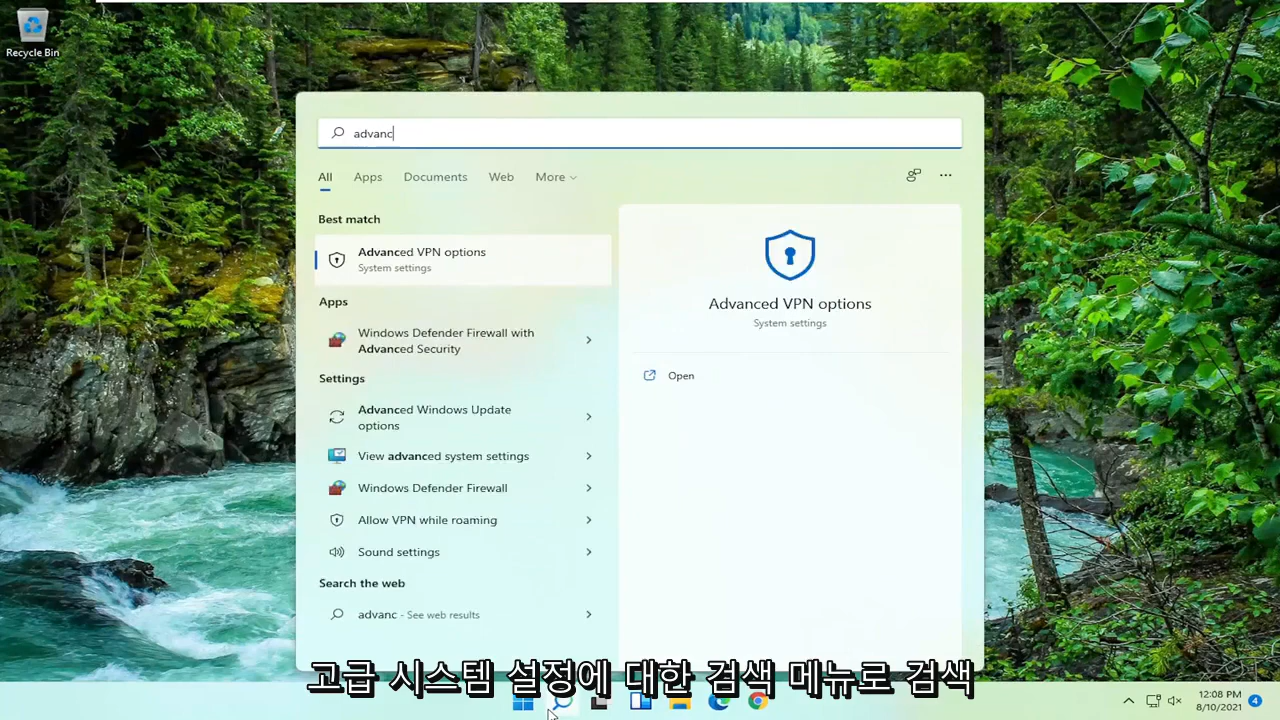 Recycle Bin
advanc
All Apps Documents Web More
Best match
Advanced VPN options
System settings
Apps
Windows Defender Firewall with
Advanced Security
Settings
Advanced Windows Update
options
View advanced system settings
Windows Defender Firewall
Allow VPN while roaming
Sound settings
Search the web
advanc - See web results
Advanced VPN options
System settings
Open
고급 시스템 설정에 대한 검색 메뉴로 검색
12:08 PM
8/10/2021
4